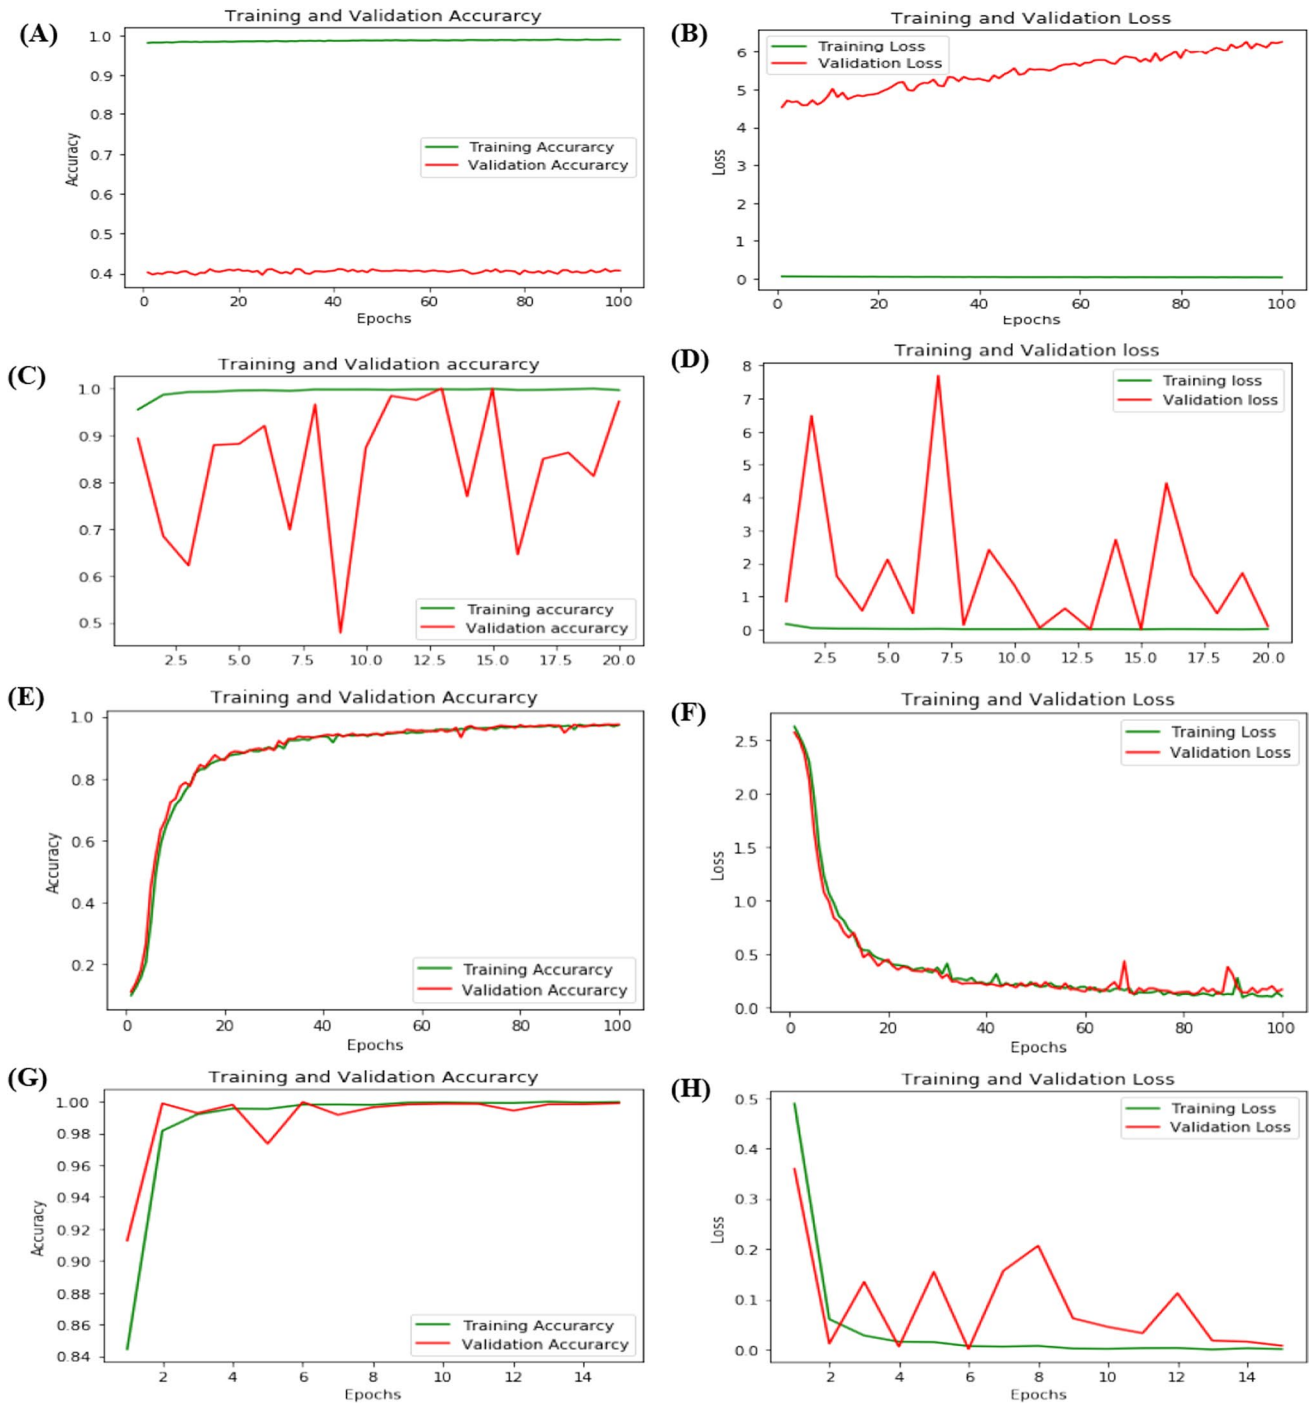 (A)
Training and Validation Accurarcy
1.0
0.9
0.8
0.7
0.6
0.5
0.4
Accuracy
Training Accurarcy
Validation Accurarcy
0 20 40 60 80 100
Epochs
(B)
Training and Validation Loss
6
5
4
3
2
1
0
Loss
Training Loss
Validation Loss
0 20 40 60 80 100
Epochs
(C)
Training and Validation accurarcy
1.0
0.9
0.8
0.7
0.6
0.5
Training accurarcy
Validation accurarcy
2.5 5.0 7.5 10.0 12.5 15.0 17.5 20.0
(D)
Training and Validation loss
8
7
6
5
4
3
2
1
0
Training loss
Validation loss
2.5 5.0 7.5 10.0 12.5 15.0 17.5 20.0
(E)
Training and Validation Accurarcy
1.0
0.8
0.6
0.4
0.2
Accuracy
Training Accurarcy
Validation Accurarcy
0 20 40 60 80 100
Epochs
(F)
Training and Validation Loss
2.5
2.0
1.5
1.0
0.5
0.0
Loss
Training Loss
Validation Loss
0 20 40 60 80 100
Epochs
(G)
Training and Validation Accurarcy
1.00
0.98
0.96
0.94
0.92
0.90
0.88
0.86
0.84
Accuracy
Training Accurarcy
Validation Accurarcy
2 4 6 8 10 12 14
Epochs
(H)
Training and Validation Loss
0.5
0.4
0.3
0.2
0.1
0.0
Loss
Training Loss
Validation Loss
2 4 6 8 10 12 14
Epochs